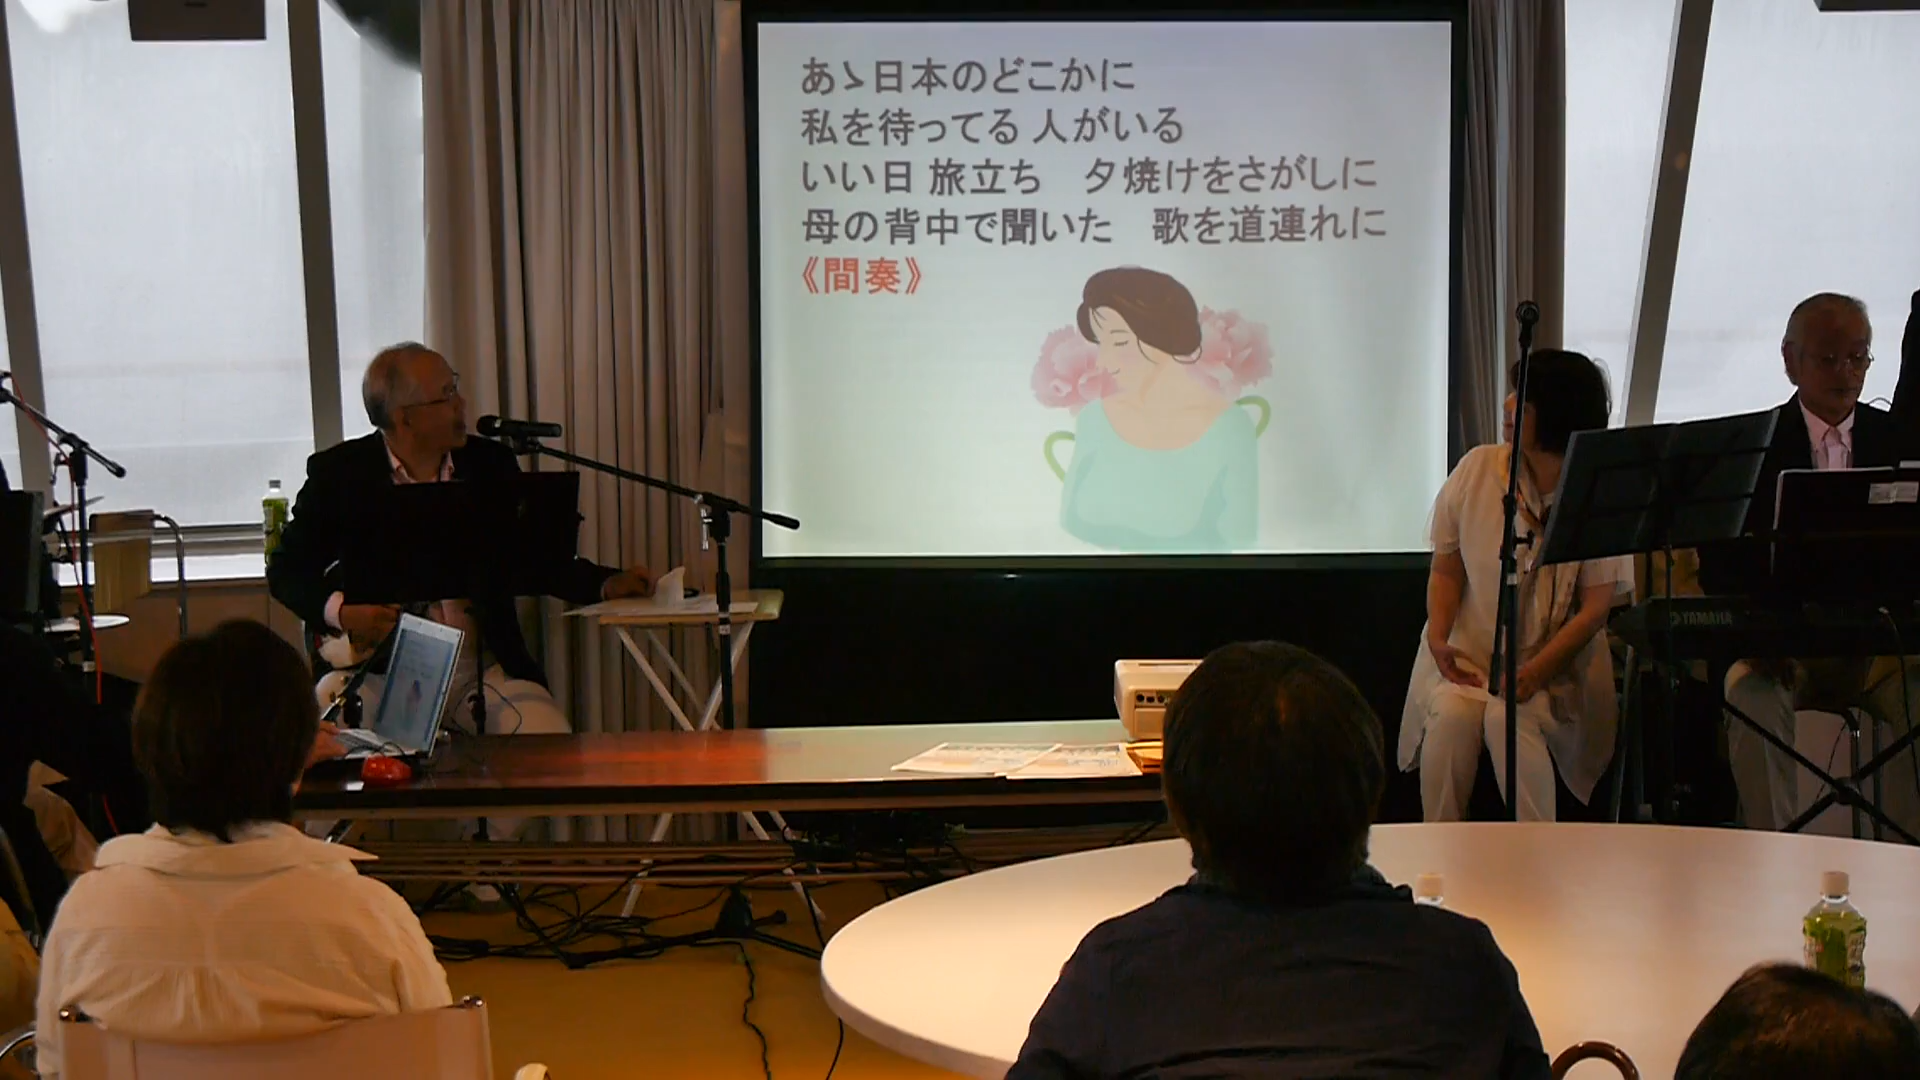 あゝ日本のどこかに
私を待ってる 人がいる
いい日 旅立ち　夕焼けをさがしに
母の背中で聞いた　歌を道連れに
《間奏》
YAMAHA